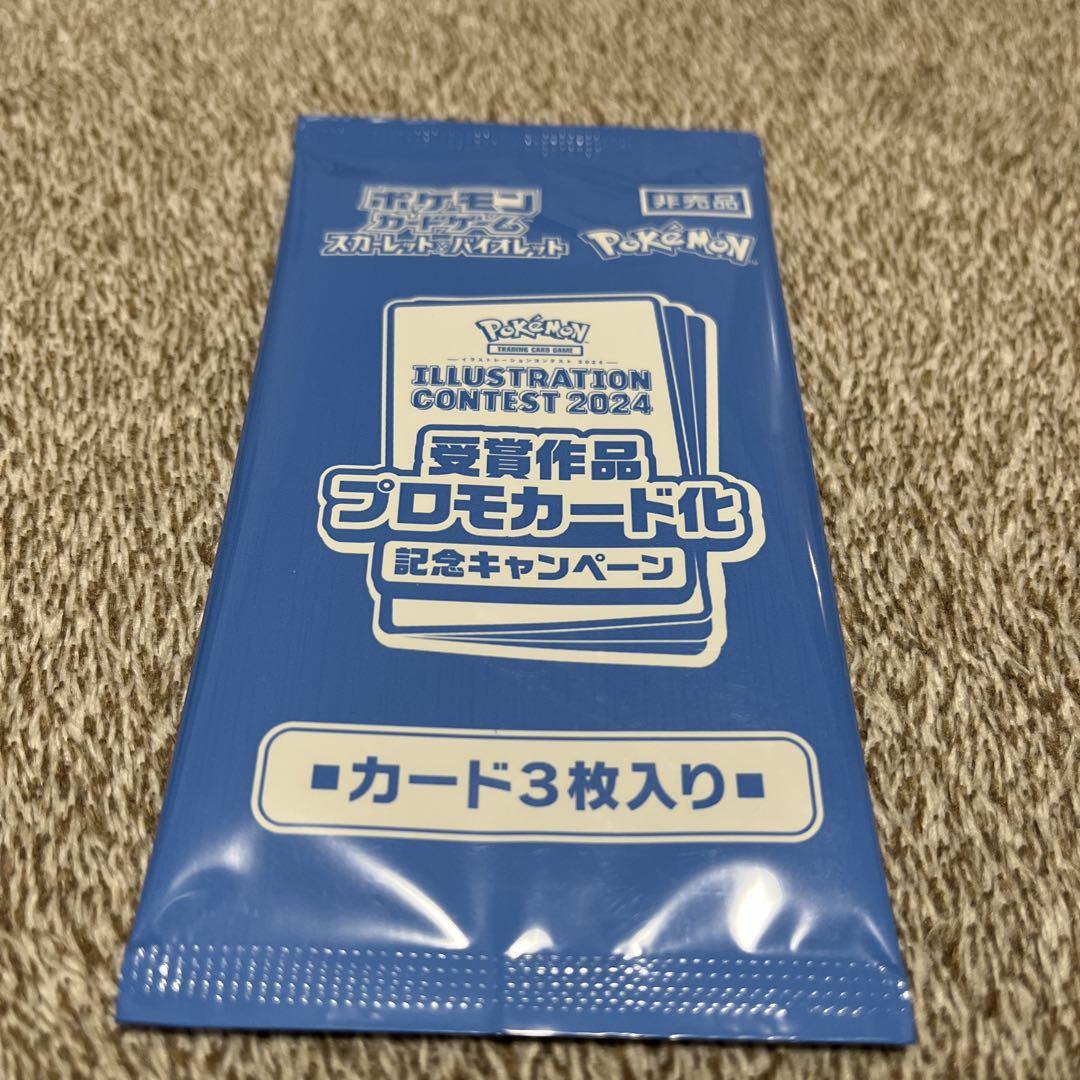 ポケモン
カードゲーム
スカーレット&バイオレット
非売品
POKéMON
POKéMON
TRADING CARD GAME
イラストレーションコンテスト 2024
ILLUSTRATION
CONTEST 2024
受賞作品
プロモカード化
記念キャンペーン
■カード3枚入り■